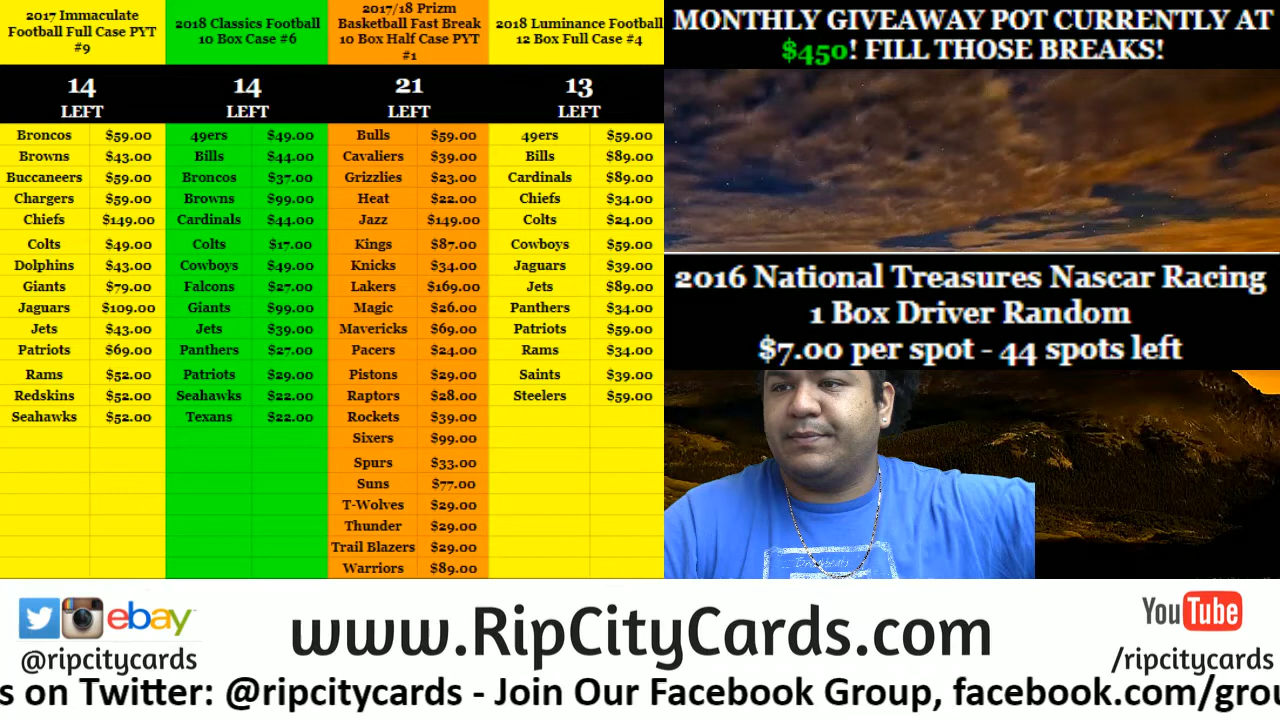 2017 Immaculate
Football Full Case PYT
#9
2018 Classics Football
10 Box Case #6
2017/18 Prizm
Basketball Fast Break
10 Box Half Case PYT
#1
2018 Luminance Football
12 Box Full Case #4
14 14 21 13
LEFT LEFT LEFT LEFT
Broncos $59.00 49ers $49.00 Bulls $59.00 49ers $59.00
Browns $43.00 Bills $44.00 Cavaliers $39.00 Bills $89.00
Buccaneers $59.00 Broncos $37.00 Grizzlies $23.00 Cardinals $89.00
Chargers $59.00 Browns $99.00 Heat $22.00 Chiefs $34.00
Chiefs $149.00 Cardinals $44.00 Jazz $149.00 Colts $24.00
Colts $49.00 Colts $17.00 Kings $87.00 Cowboys $59.00
Dolphins $43.00 Cowboys $49.00 Knicks $34.00 Jaguars $39.00
Giants $79.00 Falcons $27.00 Lakers $169.00 Jets $89.00
Jaguars $109.00 Giants $99.00 Magic $26.00 Panthers $34.00
Jets $43.00 Jets $39.00 Mavericks $69.00 Patriots $59.00
Patriots $69.00 Panthers $27.00 Pacers $24.00 Rams $34.00
Rams $52.00 Patriots $29.00 Pistons $29.00 Saints $39.00
Redskins $52.00 Seahawks $22.00 Raptors $28.00 Steelers $59.00
Seahawks $52.00 Texans $22.00 Rockets $39.00
Sixers $99.00
Spurs $33.00
Suns $77.00
T-Wolves $29.00
Thunder $29.00
Trail Blazers $29.00
Warriors $89.00
MONTHLY GIVEAWAY POT CURRENTLY AT
$450! FILL THOSE BREAKS!
2016 National Treasures Nascar Racing
1 Box Driver Random
$7.00 per spot - 44 spots left
ebay
@ripcitycards
www.RipCityCards.com
YouTube
/ripcitycards
s on Twitter: @ripcitycards - Join Our Facebook Group, facebook.com/grou